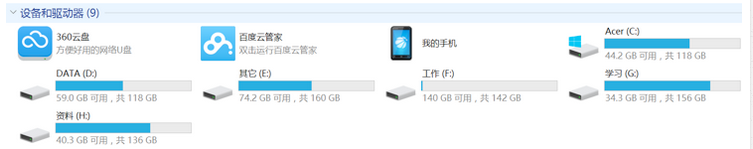 设备和驱动器 (9)
360云盘
方便好用的网络U盘
百度云管家
双击运行百度云管家
我的手机
Acer (C:)
44.2 GB 可用，共 118 GB
DATA (D:)
59.0 GB 可用，共 118 GB
其它 (E:)
74.2 GB 可用，共 160 GB
工作 (F:)
140 GB 可用，共 142 GB
学习 (G:)
34.3 GB 可用，共 156 GB
资料 (H:)
40.3 GB 可用，共 136 GB